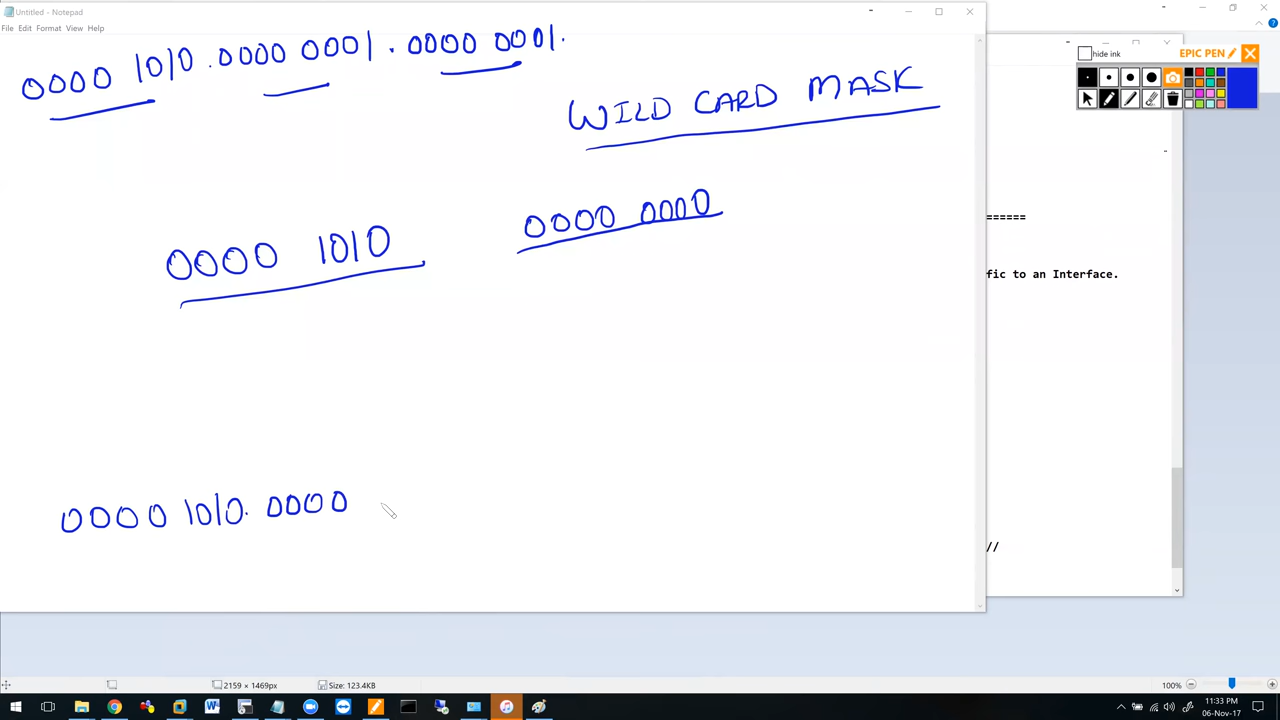 Untitled - Notepad
File Edit Format View Help
0000 1010 . 0000 0001 . 0000 0001 .
hide ink
EPIC PEN
WILD CARD MASK
0000 1010
0000 0000
======
fic to an Interface.
0000 1010 . 0000
//
2159 × 1469px
Size: 123.4KB
100%
11:33 PM
06-Nov-17